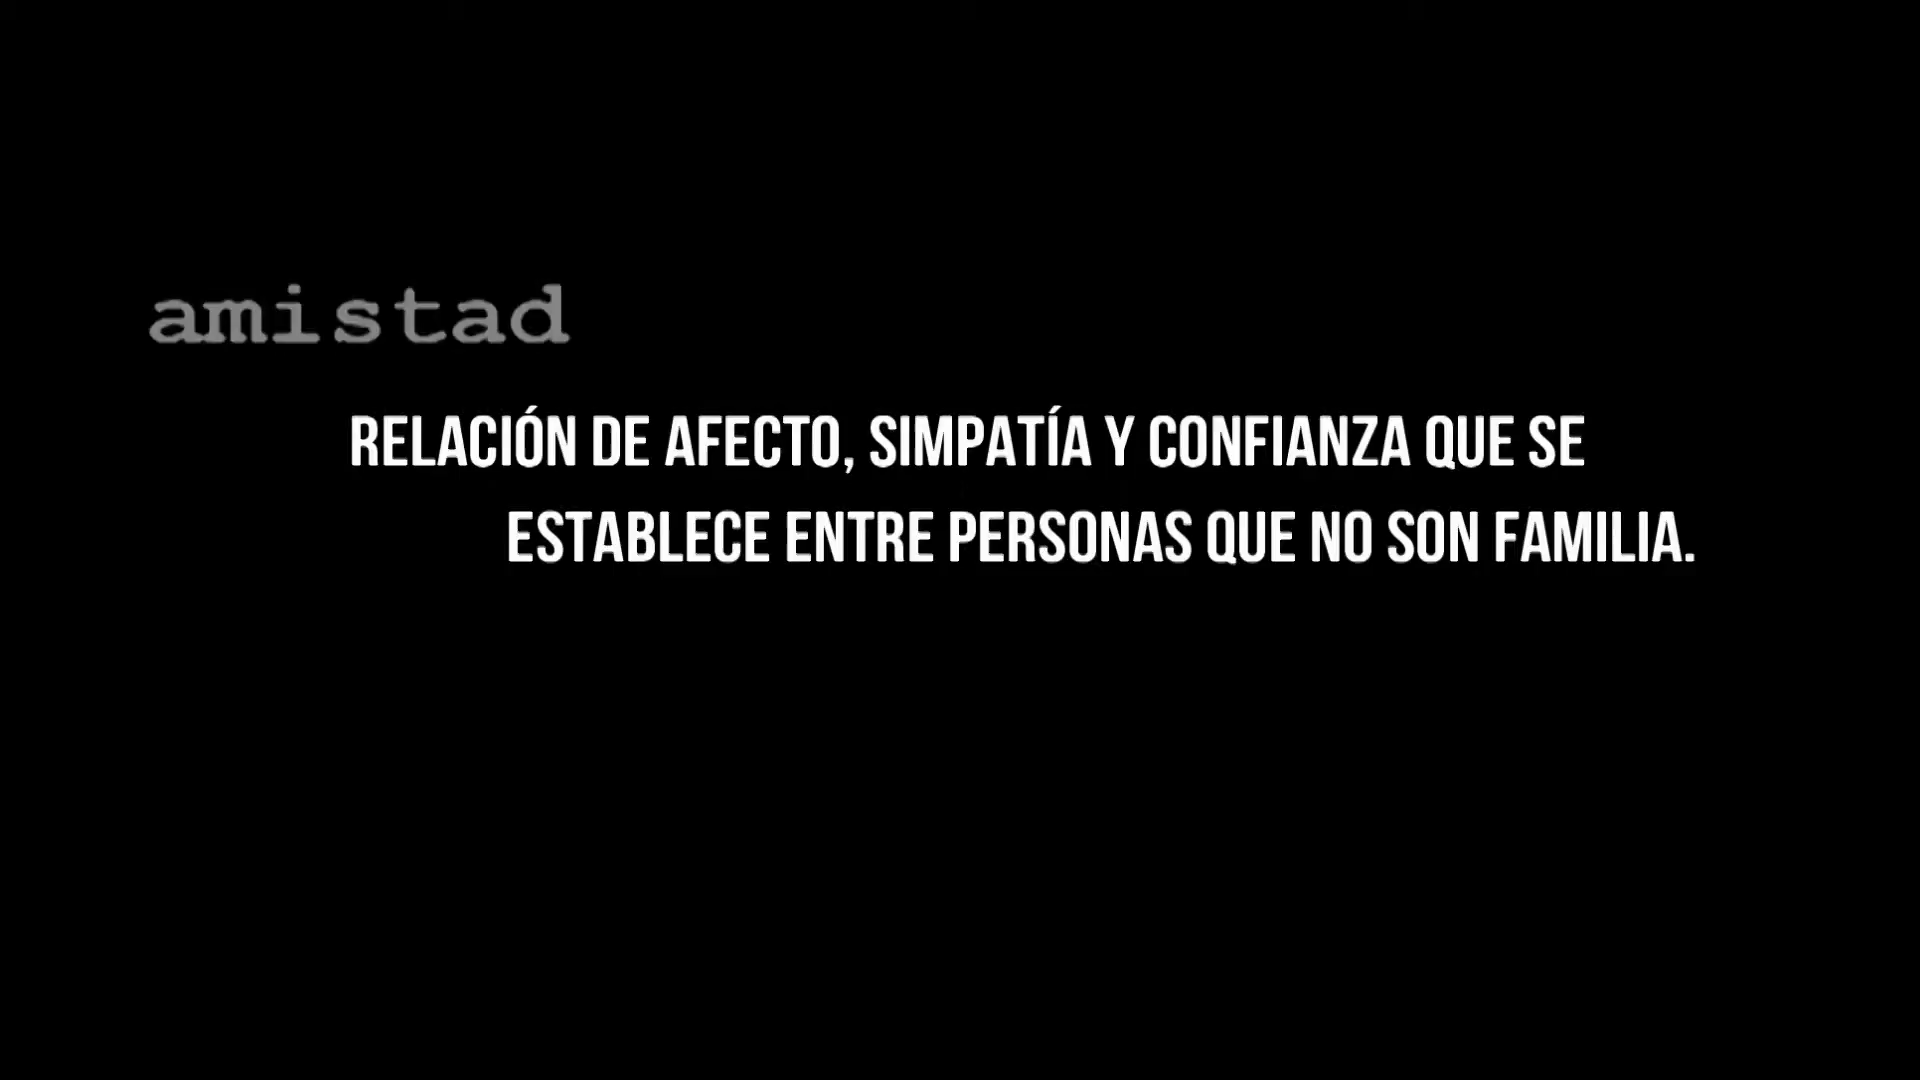 amistad
RELACIÓN DE AFECTO, SIMPATÍA Y CONFIANZA QUE SE
ESTABLECE ENTRE PERSONAS QUE NO SON FAMILIA.